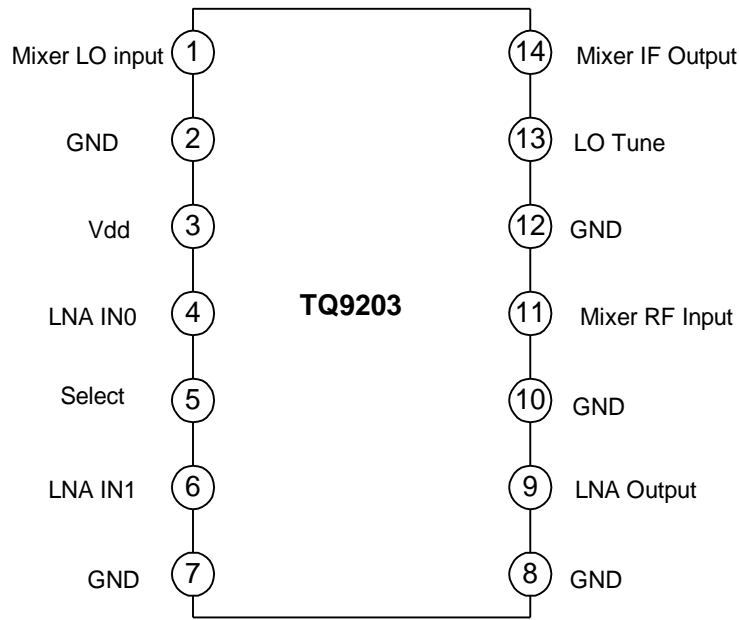 Mixer LO input 1 14 Mixer IF Output
GND 2 13 LO Tune
Vdd 3 12 GND
TQ9203
LNA IN0 4 11 Mixer RF Input
Select 5 10 GND
LNA IN1 6 9 LNA Output
GND 7 8 GND